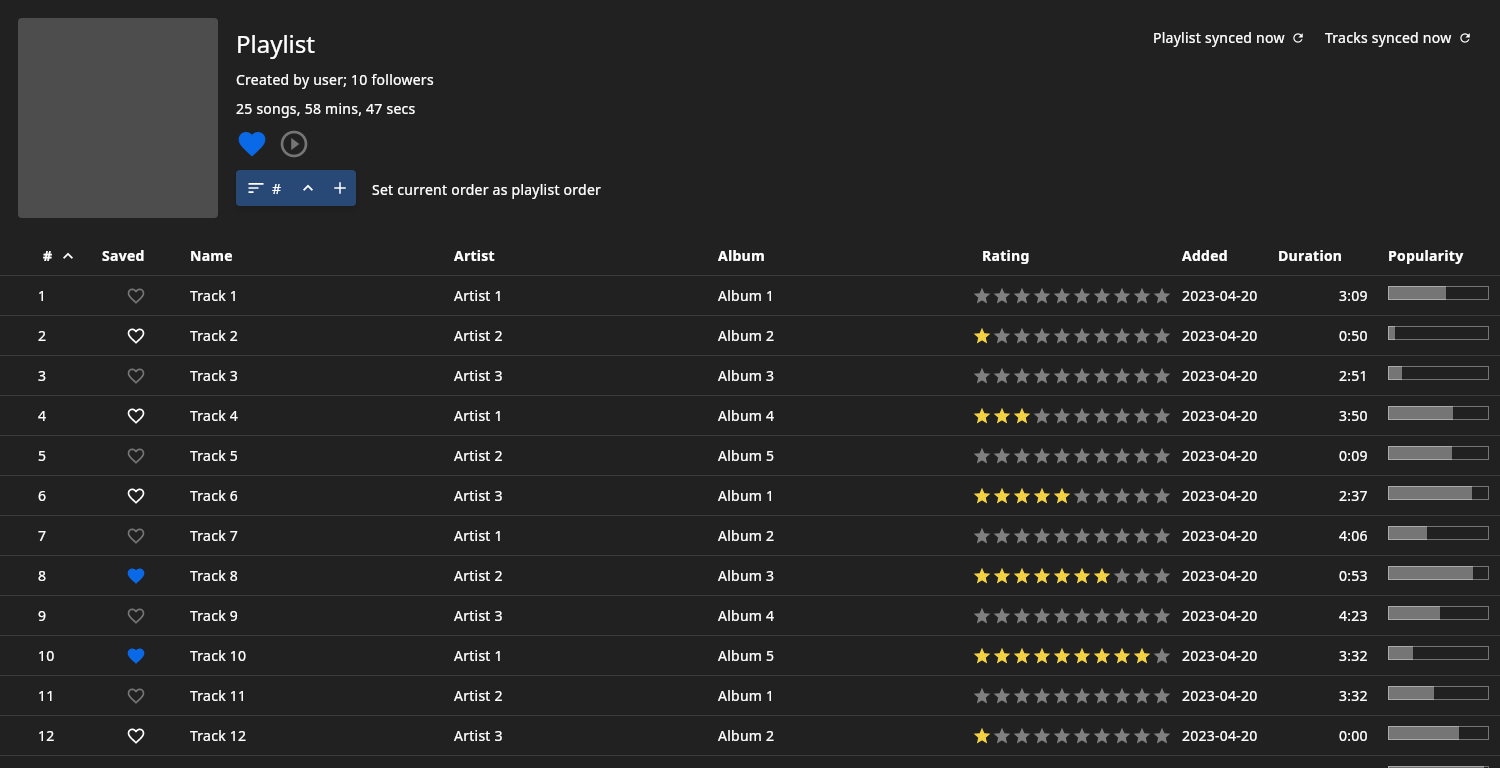 Playlist
Playlist synced now Tracks synced now
Created by user; 10 followers
25 songs, 58 mins, 47 secs
# Set current order as playlist order
# Saved Name Artist Album Rating Added Duration Popularity
1 Track 1 Artist 1 Album 1 2023-04-20 3:09
2 Track 2 Artist 2 Album 2 2023-04-20 0:50
3 Track 3 Artist 3 Album 3 2023-04-20 2:51
4 Track 4 Artist 1 Album 4 2023-04-20 3:50
5 Track 5 Artist 2 Album 5 2023-04-20 0:09
6 Track 6 Artist 3 Album 1 2023-04-20 2:37
7 Track 7 Artist 1 Album 2 2023-04-20 4:06
8 Track 8 Artist 2 Album 3 2023-04-20 0:53
9 Track 9 Artist 3 Album 4 2023-04-20 4:23
10 Track 10 Artist 1 Album 5 2023-04-20 3:32
11 Track 11 Artist 2 Album 1 2023-04-20 3:32
12 Track 12 Artist 3 Album 2 2023-04-20 0:00